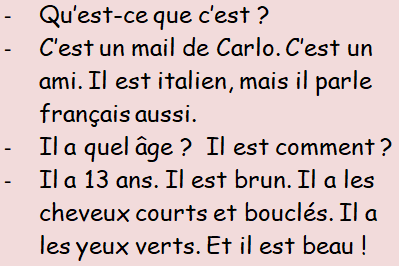 - Qu'est-ce que c'est ?
- C'est un mail de Carlo. C'est un
ami. Il est italien, mais il parle
français aussi.
- Il a quel âge ?  Il est comment ?
- Il a 13 ans. Il est brun. Il a les
cheveux courts et bouclés. Il a
les yeux verts. Et il est beau !